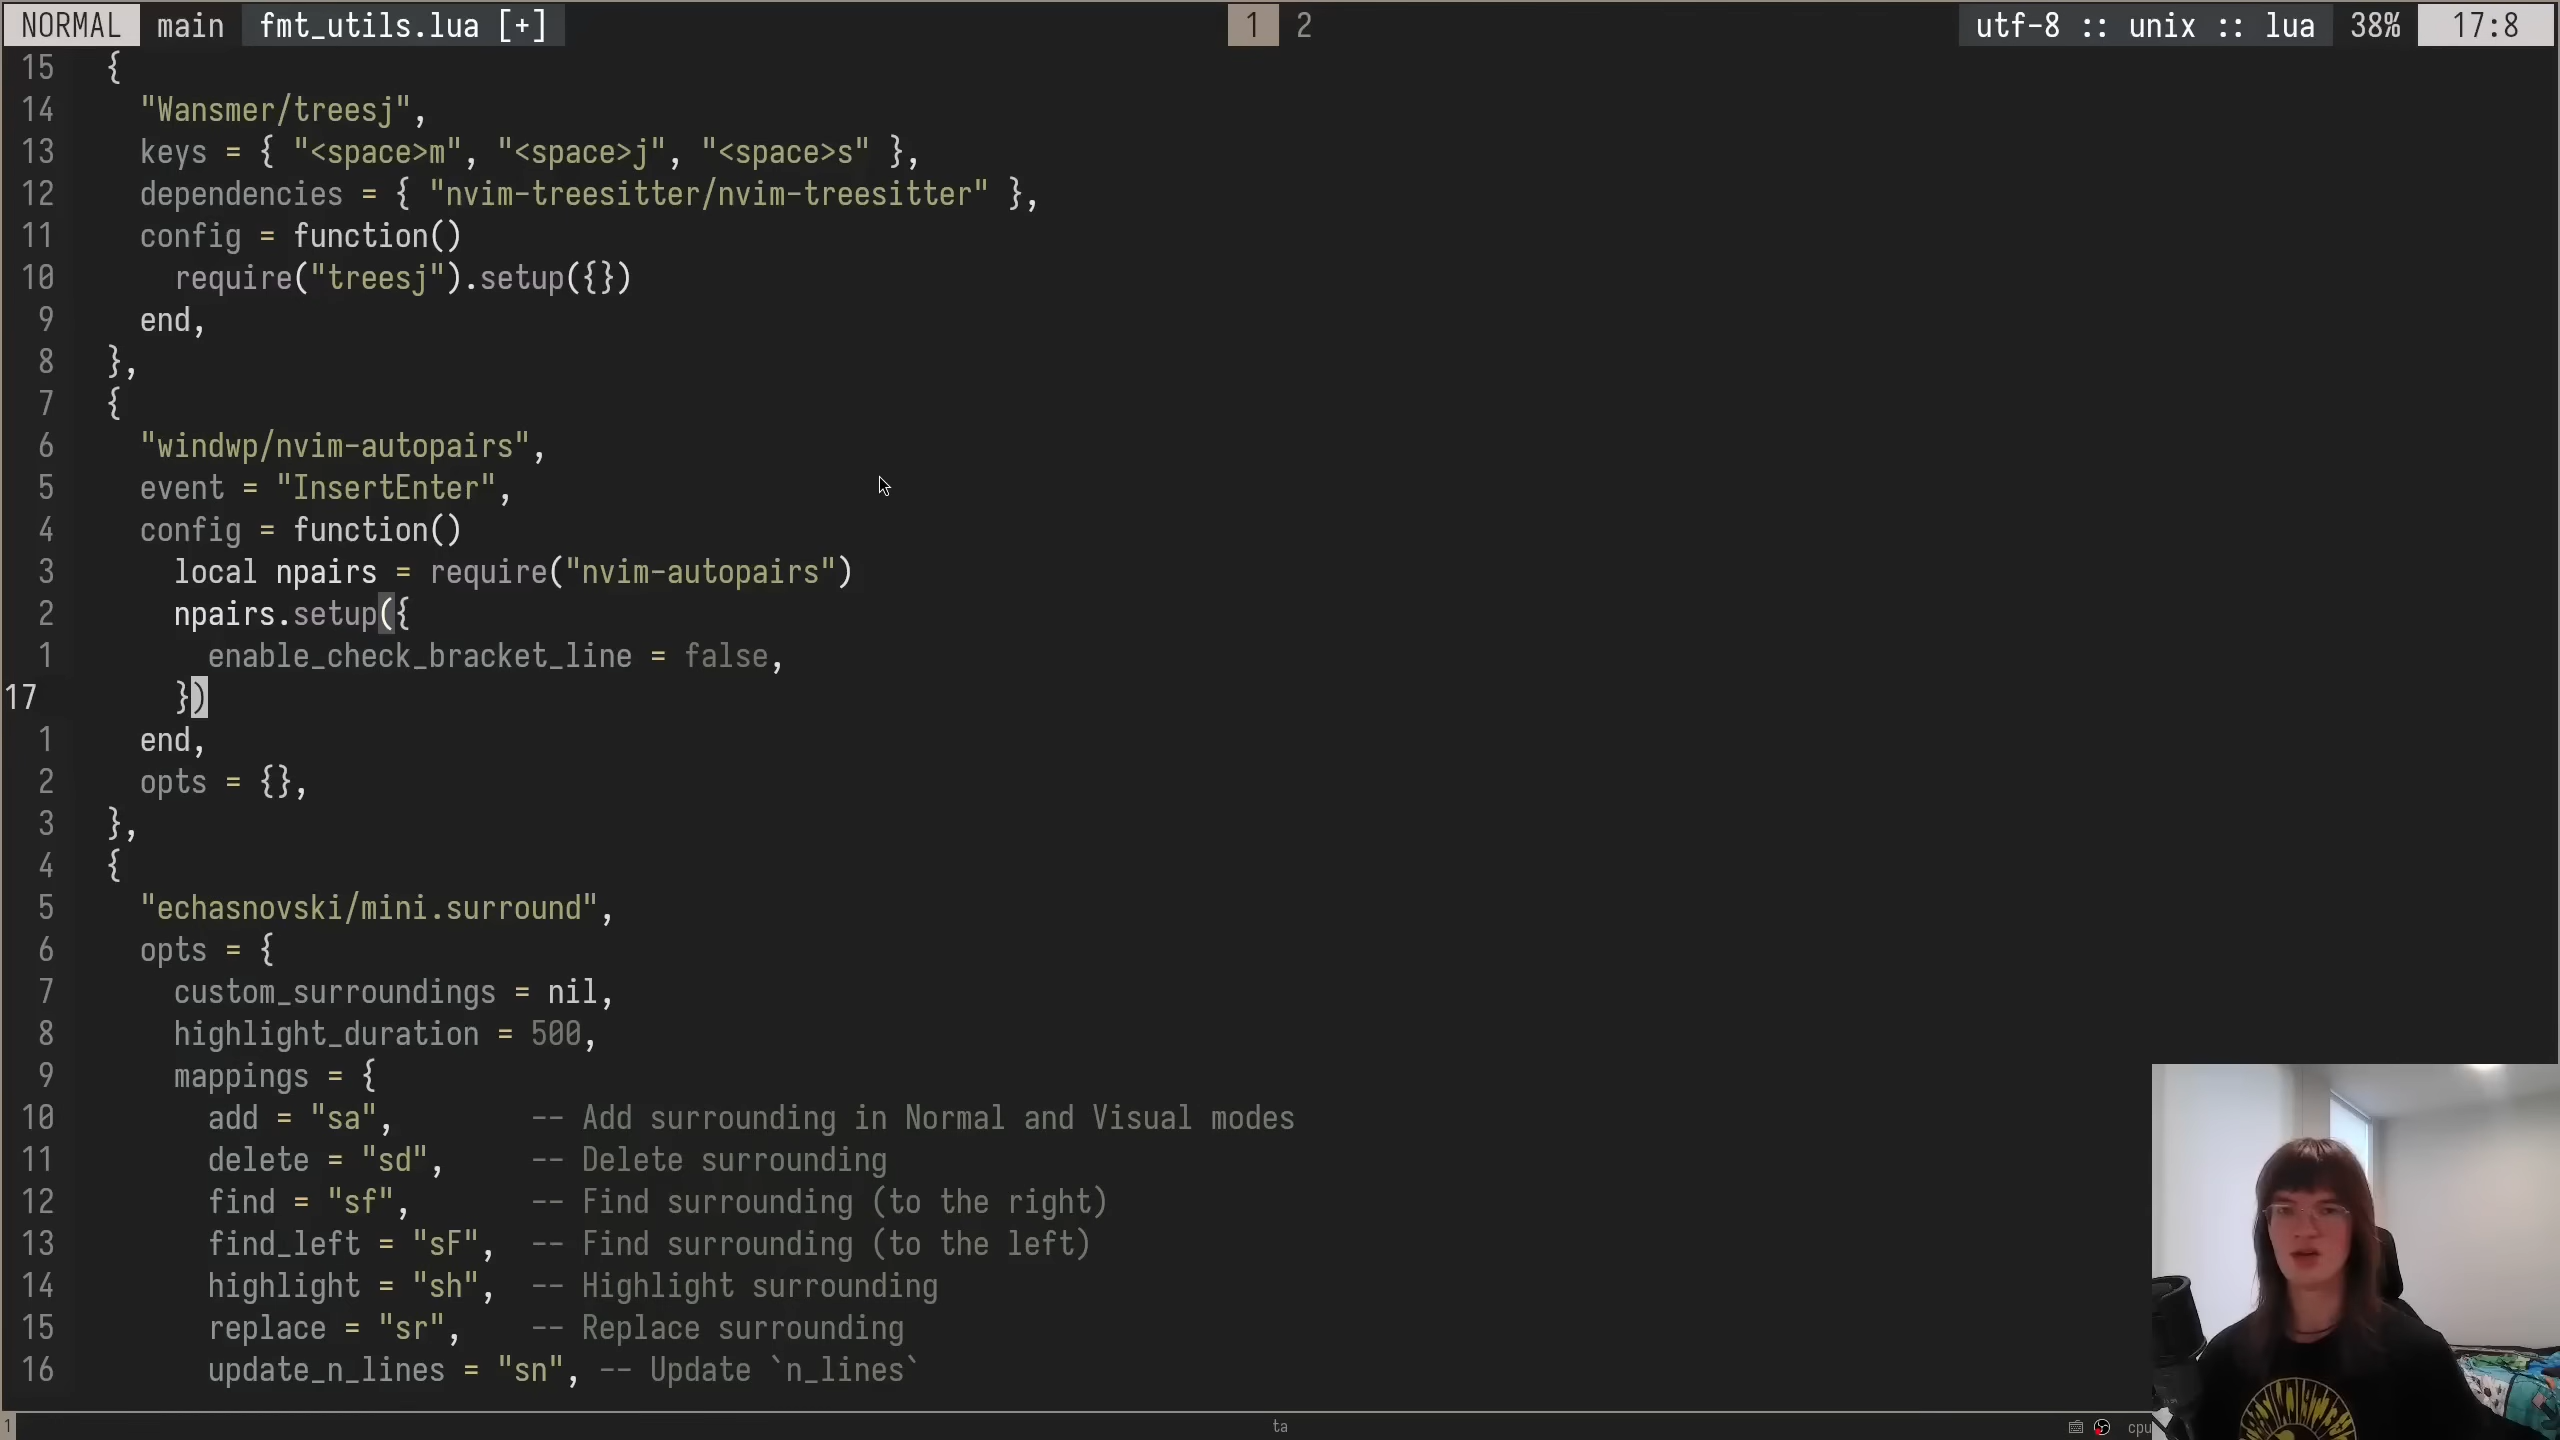 NORMAL main fmt_utils.lua [+] 1 2 utf-8 :: unix :: lua 38% 17:8
15 {
14 "Wansmer/treesj",
13 keys = { "<space>m", "<space>j", "<space>s" },
12 dependencies = { "nvim-treesitter/nvim-treesitter" },
11 config = function()
10 require("treesj").setup({})
9 end,
8 },
7 {
6 "windwp/nvim-autopairs",
5 event = "InsertEnter",
4 config = function()
3 local npairs = require("nvim-autopairs")
2 npairs.setup({
1 enable_check_bracket_line = false,
17 })
1 end,
2 opts = {},
3 },
4 {
5 "echasnovski/mini.surround",
6 opts = {
7 custom_surroundings = nil,
8 highlight_duration = 500,
9 mappings = {
10 add = "sa", -- Add surrounding in Normal and Visual modes
11 delete = "sd", -- Delete surrounding
12 find = "sf", -- Find surrounding (to the right)
13 find_left = "sF", -- Find surrounding (to the left)
14 highlight = "sh", -- Highlight surrounding
15 replace = "sr", -- Replace surrounding
16 update_n_lines = "sn", -- Update `n_lines`
1 ta cpu